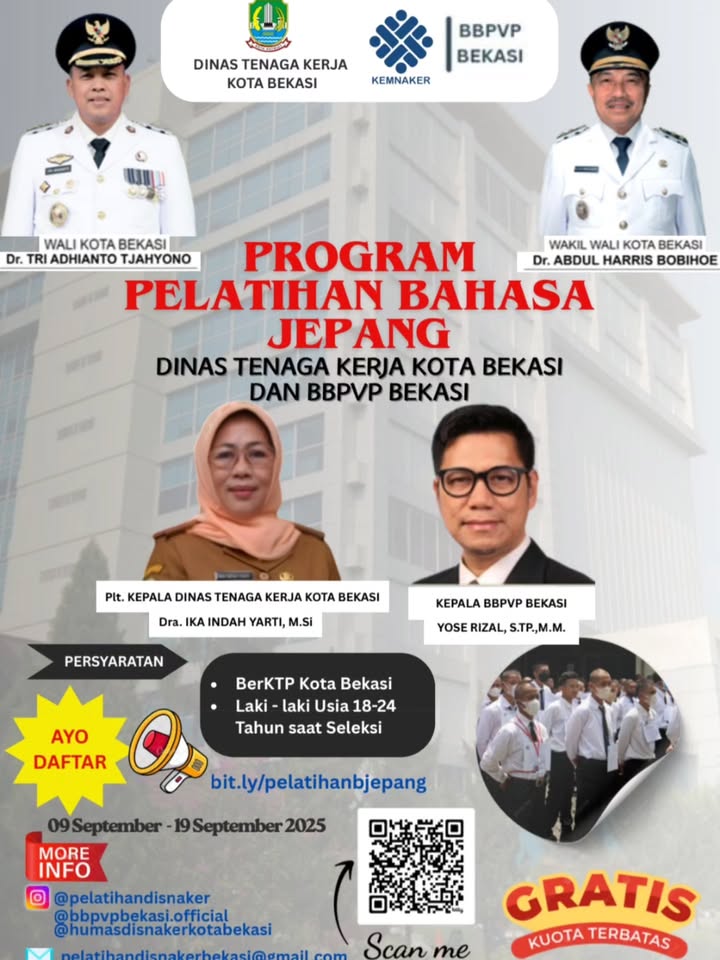 DINAS TENAGA KERJA
KOTA BEKASI
KEMNAKER
BBPVP
BEKASI
WALI KOTA BEKASI
Dr. TRI ADHIANTO TJAHYONO
WAKIL WALI KOTA BEKASI
Dr. ABDUL HARRIS BOBIHOE
PROGRAM
PELATIHAN BAHASA
JEPANG
DINAS TENAGA KERJA KOTA BEKASI
DAN BBPVP BEKASI
Plt. KEPALA DINAS TENAGA KERJA KOTA BEKASI
Dra. IKA INDAH YARTI, M.Si
KEPALA BBPVP BEKASI
YOSE RIZAL, S.TP.,M.M.
PERSYARATAN
• BerKTP Kota Bekasi
• Laki - laki Usia 18-24
Tahun saat Seleksi
AYO
DAFTAR
bit.ly/pelatihanbjepang
09 September - 19 September 2025
MORE
INFO
@pelatihandisnaker
@bbpvpbekasi.official
@humasdisnakerkotabekasi
pelatihandisnakerbekasi@gmail.com
Scan me
GRATIS
KUOTA TERBATAS